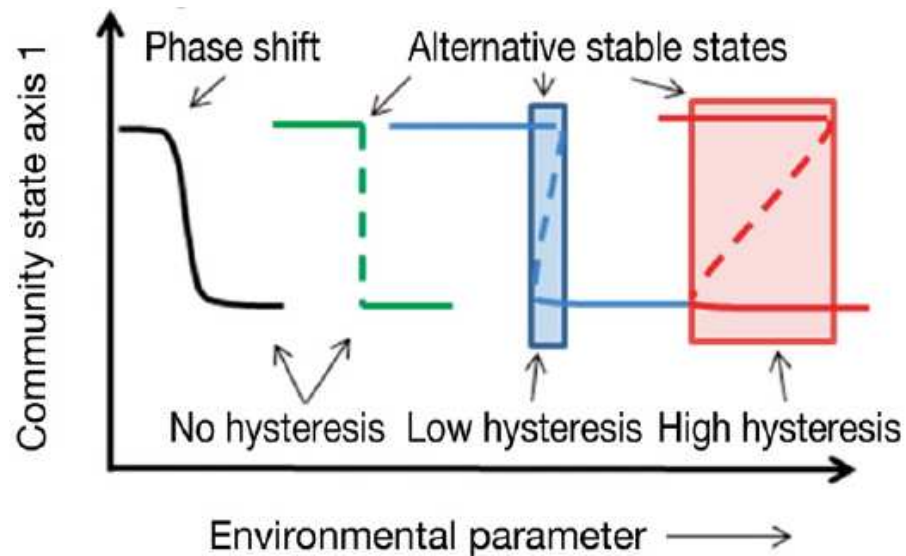 Community state axis 1
Phase shift
Alternative stable states
No hysteresis
Low hysteresis
High hysteresis
Environmental parameter